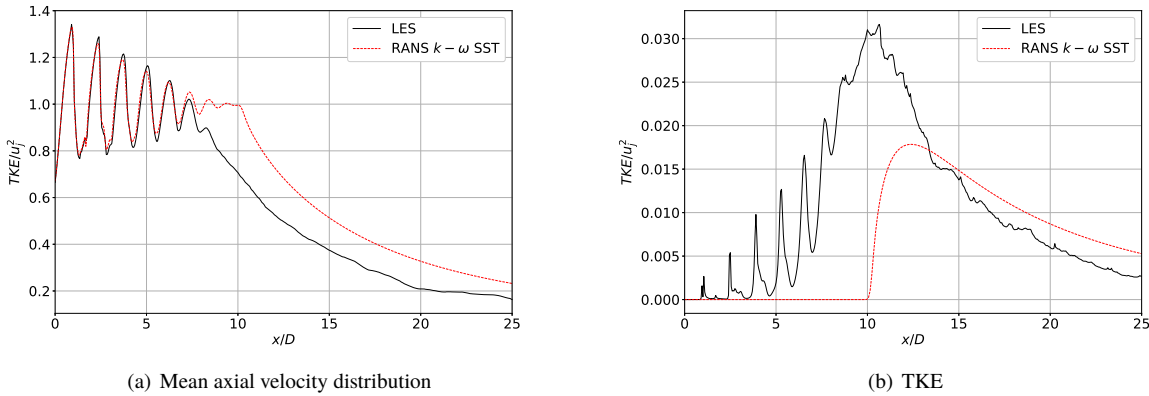 1.4
1.2
1.0
0.8
0.6
0.4
0.2
TKE/u_j^2
0 5 10 15 20 25
x/D
LES
RANS k − ω SST
(a) Mean axial velocity distribution
0.030
0.025
0.020
0.015
0.010
0.005
0.000
TKE/u_j^2
0 5 10 15 20 25
x/D
LES
RANS k − ω SST
(b) TKE